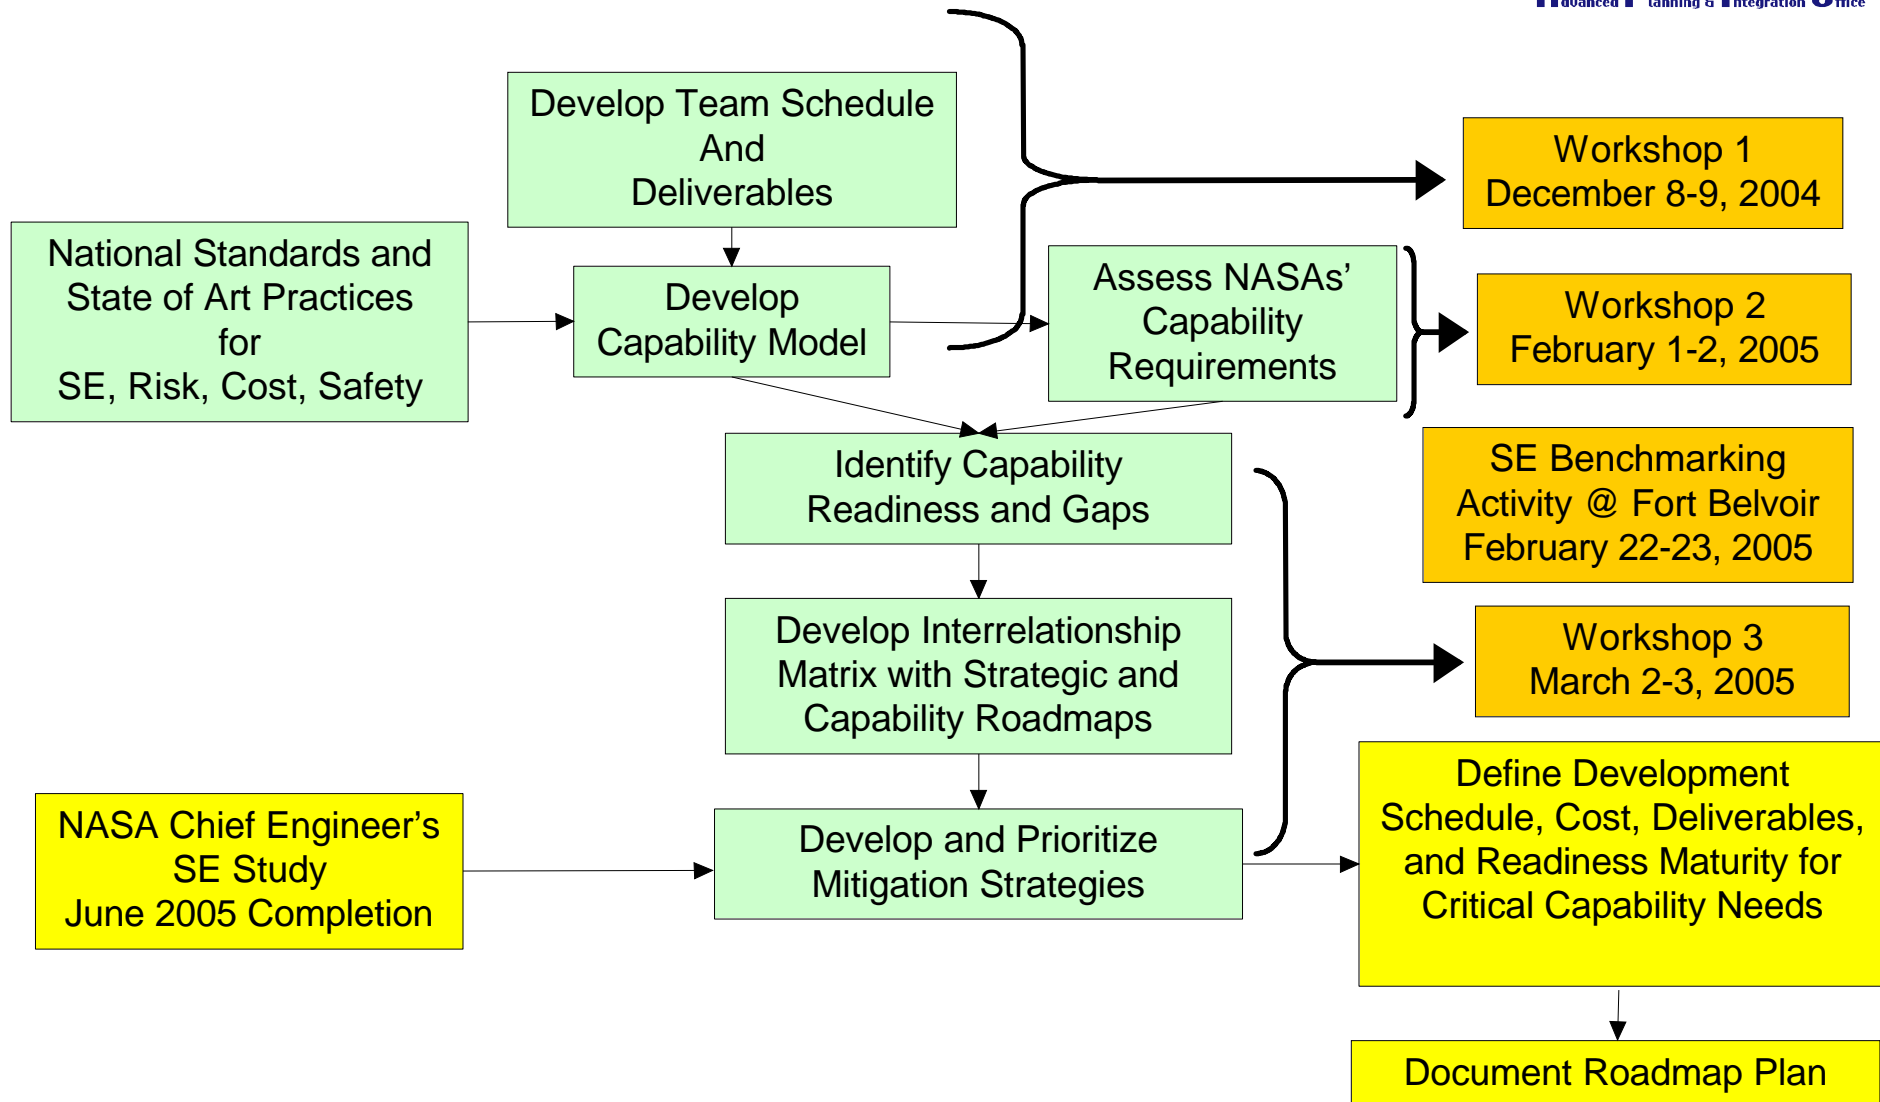 Advanced Planning & Integration Office
Develop Team Schedule
And
Deliverables
Workshop 1
December 8-9, 2004
National Standards and
State of Art Practices
for
SE, Risk, Cost, Safety
Develop
Capability Model
Assess NASAs’
Capability
Requirements
Workshop 2
February 1-2, 2005
Identify Capability
Readiness and Gaps
SE Benchmarking
Activity @ Fort Belvoir
February 22-23, 2005
Develop Interrelationship
Matrix with Strategic and
Capability Roadmaps
Workshop 3
March 2-3, 2005
NASA Chief Engineer’s
SE Study
June 2005 Completion
Develop and Prioritize
Mitigation Strategies
Define Development
Schedule, Cost, Deliverables,
and Readiness Maturity for
Critical Capability Needs
Document Roadmap Plan